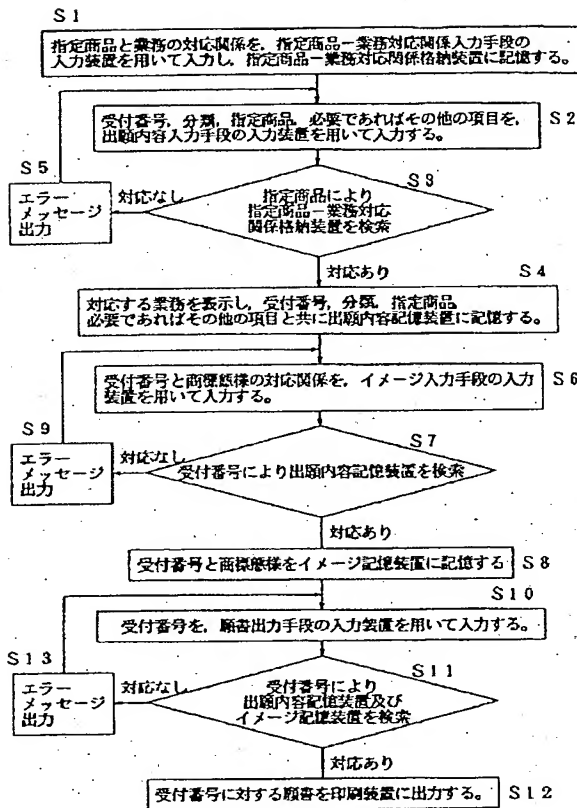 S1
指定商品と業務の対応関係を，指定商品－業務対応関係入力手段の
入力装置を用いて入力し，指定商品－業務対応関係格納装置に記憶する。
受付番号，分類，指定商品，必要であればその他の項目を，
出願内容入力手段の入力装置を用いて入力する。
S2
S5
エラー
メッセージ
出力
対応なし
S3
指定商品により
指定商品－業務対応
関係格納装置を検索
対応あり
S4
対応する業務を表示し，受付番号，分類，指定商品
必要であればその他の項目と共に出願内容記憶装置に記憶する。
受付番号と商標態様の対応関係を，イメージ入力手段の入力
装置を用いて入力する。
S6
S9
エラー
メッセージ
出力
対応なし
S7
受付番号により出願内容記憶装置を検索
対応あり
受付番号と商標態様をイメージ記憶装置に記憶する
S8
S10
受付番号を，願書出力手段の入力装置を用いて入力する。
S13
エラー
メッセージ
出力
対応なし
S11
受付番号により
出願内容記憶装置及び
イメージ記憶装置を検索
対応あり
受付番号に対する願書を印刷装置に出力する。
S12